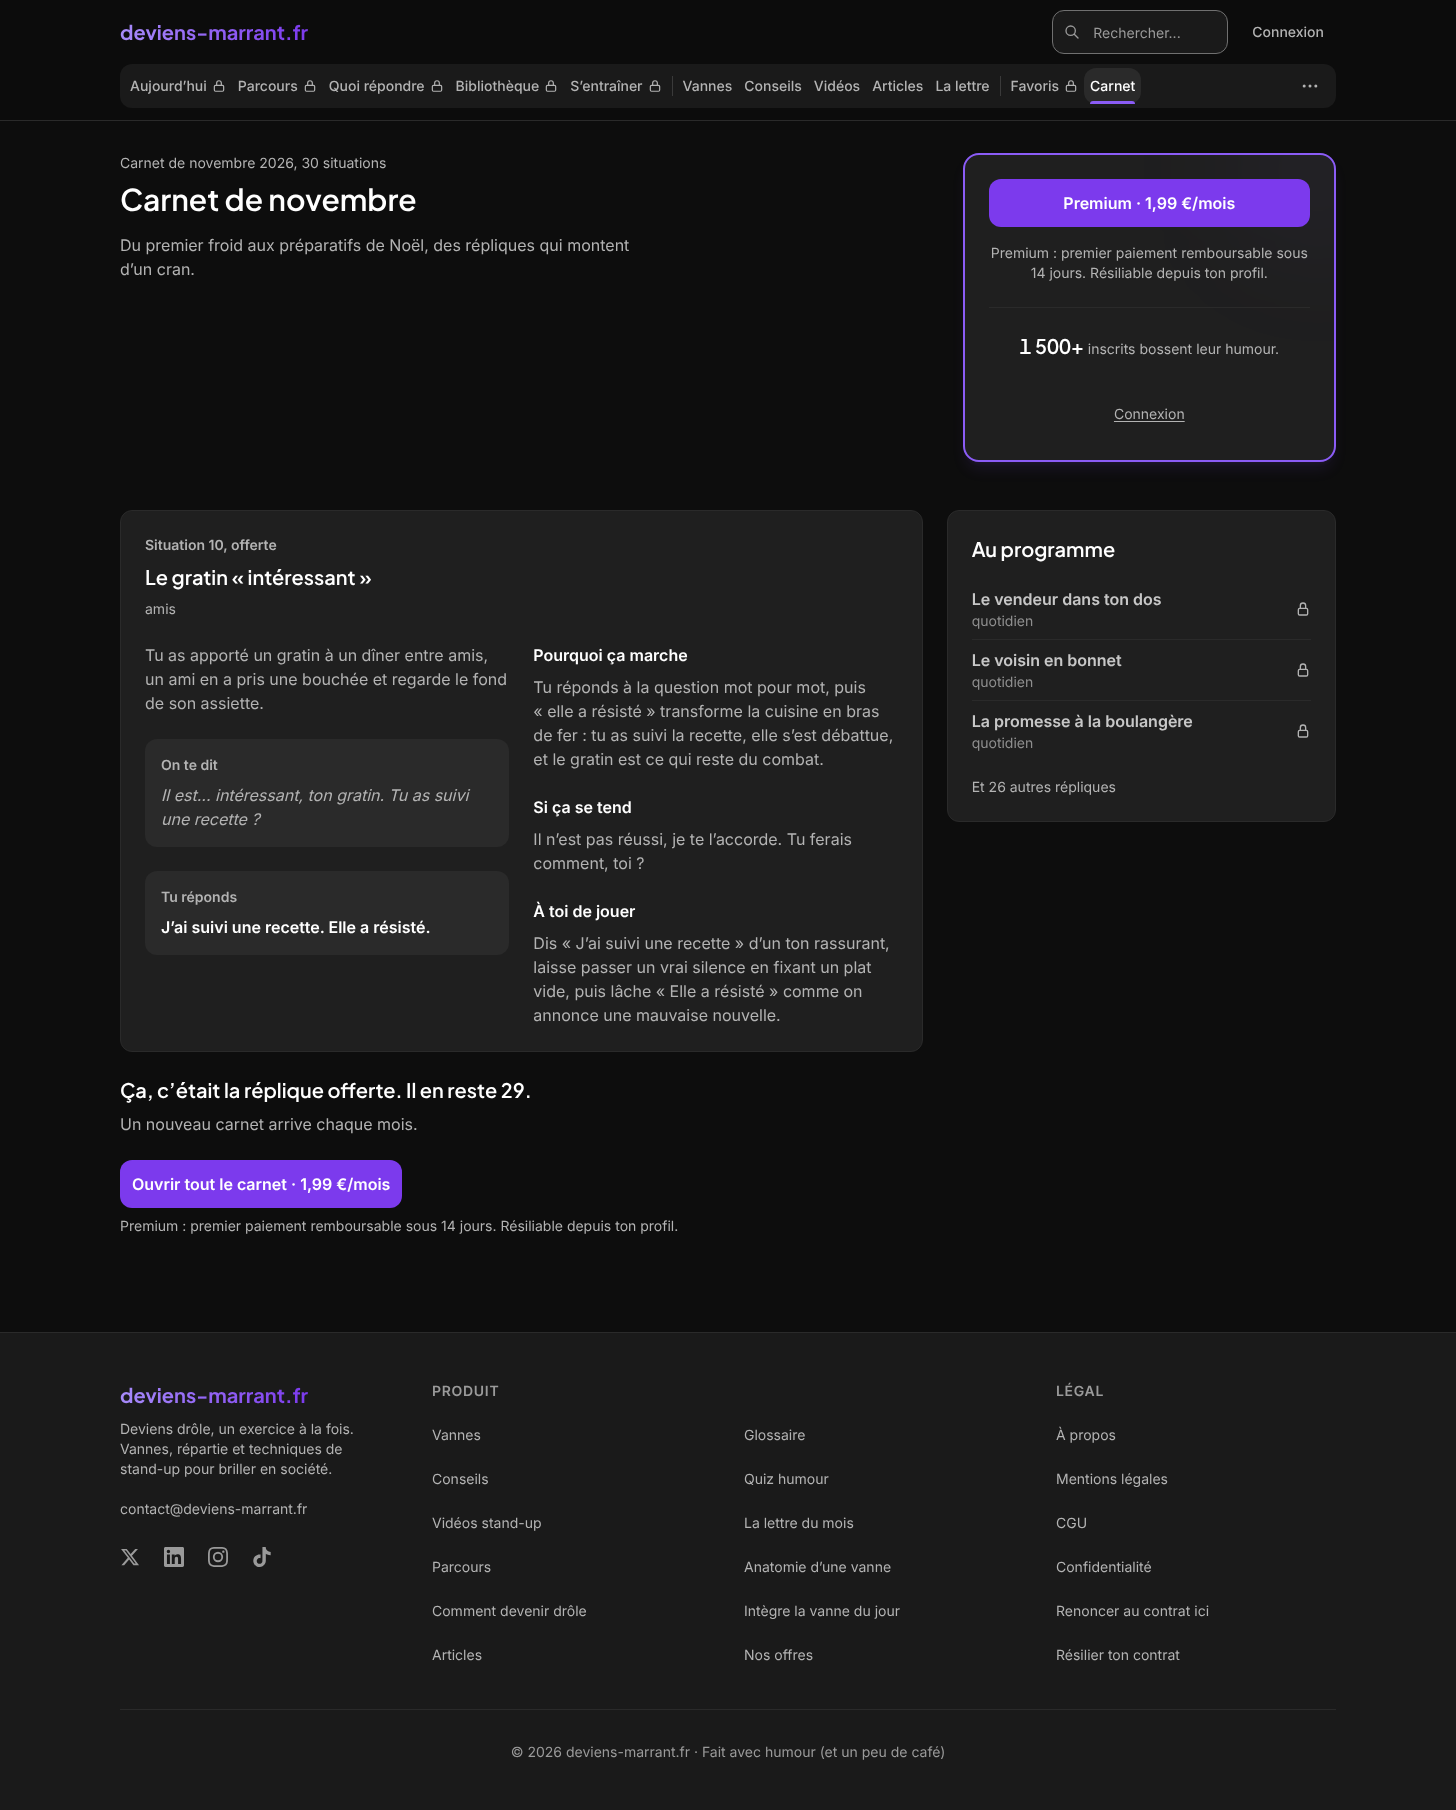 deviens-marrant.fr
Rechercher...
Connexion
Aujourd’hui
Parcours
Quoi répondre
Bibliothèque
S’entraîner
Vannes
Conseils
Vidéos
Articles
La lettre
Favoris
Carnet
Carnet de novembre 2026, 30 situations
Carnet de novembre
Du premier froid aux préparatifs de Noël, des répliques qui montent
d’un cran.
Premium · 1,99 €/mois
Premium : premier paiement remboursable sous
14 jours. Résiliable depuis ton profil.
1 500+ inscrits bossent leur humour.
Connexion
Situation 10, offerte
Le gratin « intéressant »
amis
Tu as apporté un gratin à un dîner entre amis,
un ami en a pris une bouchée et regarde le fond
de son assiette.
On te dit
Il est… intéressant, ton gratin. Tu as suivi
une recette ?
Tu réponds
J’ai suivi une recette. Elle a résisté.
Pourquoi ça marche
Tu réponds à la question mot pour mot, puis
« elle a résisté » transforme la cuisine en bras
de fer : tu as suivi la recette, elle s’est débattue,
et le gratin est ce qui reste du combat.
Si ça se tend
Il n’est pas réussi, je te l’accorde. Tu ferais
comment, toi ?
À toi de jouer
Dis « J’ai suivi une recette » d’un ton rassurant,
laisse passer un vrai silence en fixant un plat
vide, puis lâche « Elle a résisté » comme on
annonce une mauvaise nouvelle.
Au programme
Le vendeur dans ton dos
quotidien
Le voisin en bonnet
quotidien
La promesse à la boulangère
quotidien
Et 26 autres répliques
Ça, c’était la réplique offerte. Il en reste 29.
Un nouveau carnet arrive chaque mois.
Ouvrir tout le carnet · 1,99 €/mois
Premium : premier paiement remboursable sous 14 jours. Résiliable depuis ton profil.
deviens-marrant.fr
Deviens drôle, un exercice à la fois.
Vannes, répartie et techniques de
stand-up pour briller en société.
contact@deviens-marrant.fr
PRODUIT
Vannes
Conseils
Vidéos stand-up
Parcours
Comment devenir drôle
Articles
Glossaire
Quiz humour
La lettre du mois
Anatomie d’une vanne
Intègre la vanne du jour
Nos offres
LÉGAL
À propos
Mentions légales
CGU
Confidentialité
Renoncer au contrat ici
Résilier ton contrat
© 2026 deviens-marrant.fr · Fait avec humour (et un peu de café)